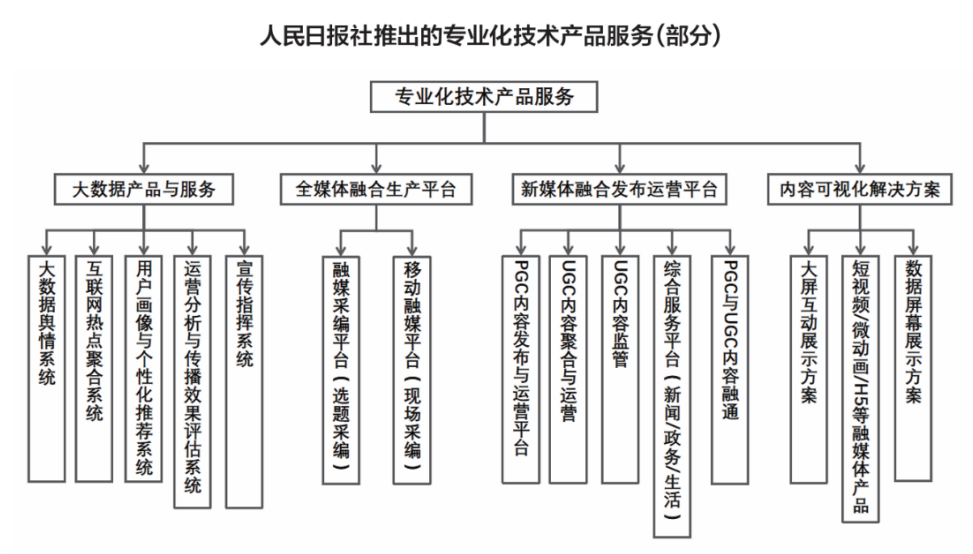 人民日报社推出的专业化技术产品服务(部分)
专业化技术产品服务
大数据产品与服务
全媒体融合生产平台
新媒体融合发布运营平台
内容可视化解决方案
大数据舆情系统
互联网热点聚合系统
用户画像与个性化推荐系统
运营分析与传播效果评估系统
宣传指挥系统
融媒采编平台(选题采编)
移动融媒平台(现场采编)
PGC内容发布与运营平台
UGC内容聚合与运营
UGC内容监管
综合服务平台(新闻/政务/生活)
PGC与UGC内容融通
大屏互动展示方案
短视频/微动画/H5等融媒体产品
数据屏幕展示方案